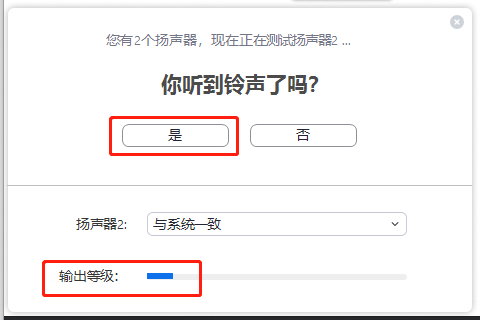 您有2个扬声器，现在正在测试扬声器2 ...
你听到铃声了吗?
是
否
扬声器2:
与系统一致
输出等级: